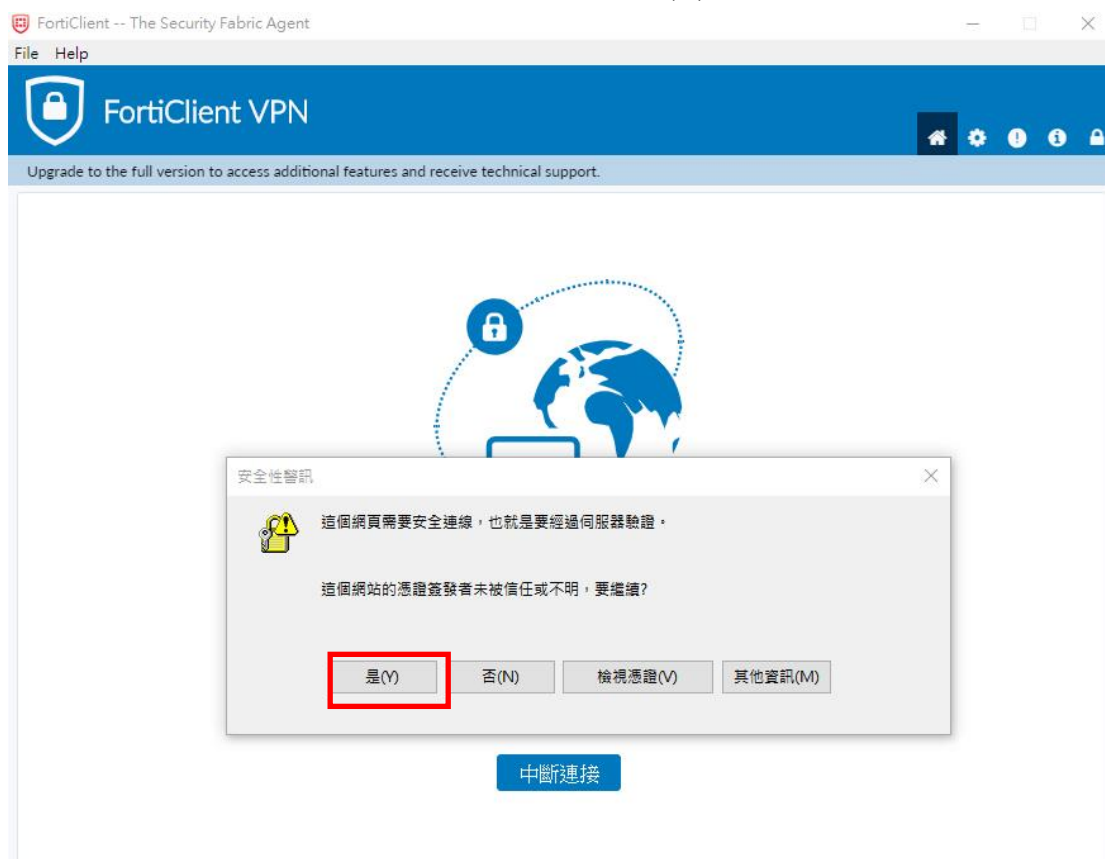 FortiClient -- The Security Fabric Agent
File Help
FortiClient VPN
Upgrade to the full version to access additional features and receive technical support.
安全性警訊
這個網頁需要安全連線，也就是要經過伺服器驗證。
這個網站的憑證簽發者未被信任或不明，要繼續?
是(Y) 否(N) 檢視憑證(V) 其他資訊(M)
中斷連接